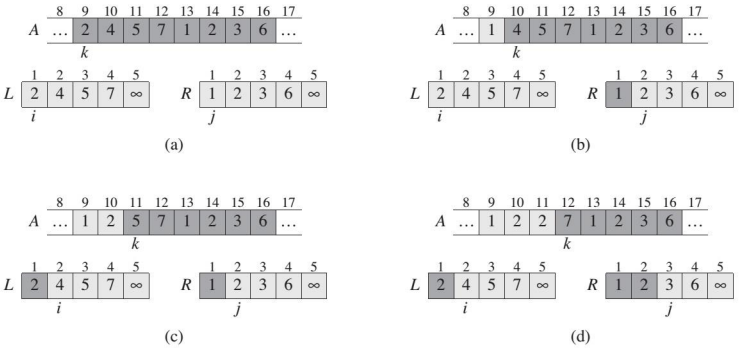 8 9 10 11 12 13 14 15 16 17
A … 2 4 5 7 1 2 3 6 …
k
1 2 3 4 5
L 2 4 5 7 ∞
i
1 2 3 4 5
R 1 2 3 6 ∞
j
(a)
8 9 10 11 12 13 14 15 16 17
A … 1 4 5 7 1 2 3 6 …
k
1 2 3 4 5
L 2 4 5 7 ∞
i
1 2 3 4 5
R 1 2 3 6 ∞
j
(b)
8 9 10 11 12 13 14 15 16 17
A … 1 2 5 7 1 2 3 6 …
k
1 2 3 4 5
L 2 4 5 7 ∞
i
1 2 3 4 5
R 1 2 3 6 ∞
j
(c)
8 9 10 11 12 13 14 15 16 17
A … 1 2 2 7 1 2 3 6 …
k
1 2 3 4 5
L 2 4 5 7 ∞
i
1 2 3 4 5
R 1 2 3 6 ∞
j
(d)